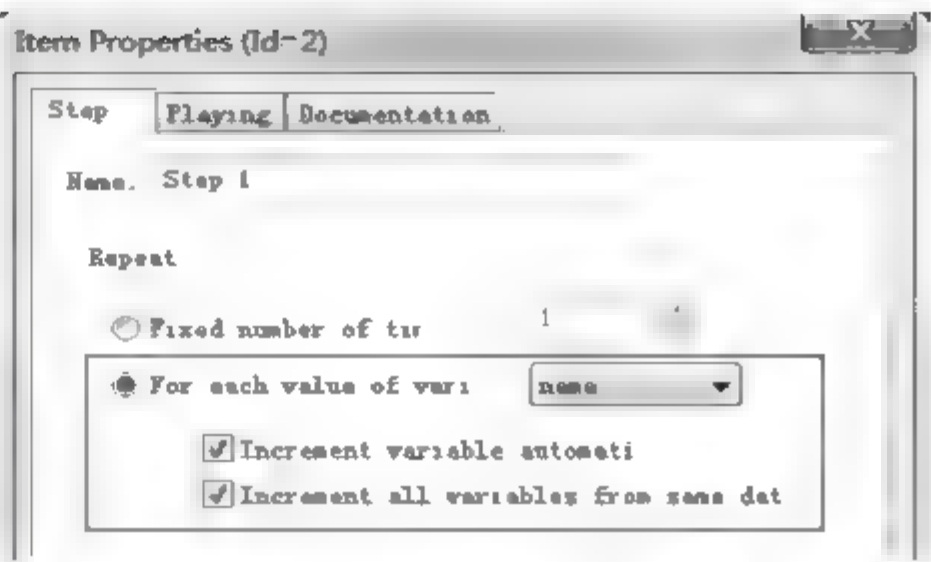 Item Properties (Id=2)
X
Step Playing Documentation
Name. Step 1
Repeat
Fixed number of tir 1
For each value of vari name
Increment variable automati
Increment all variables from same dat